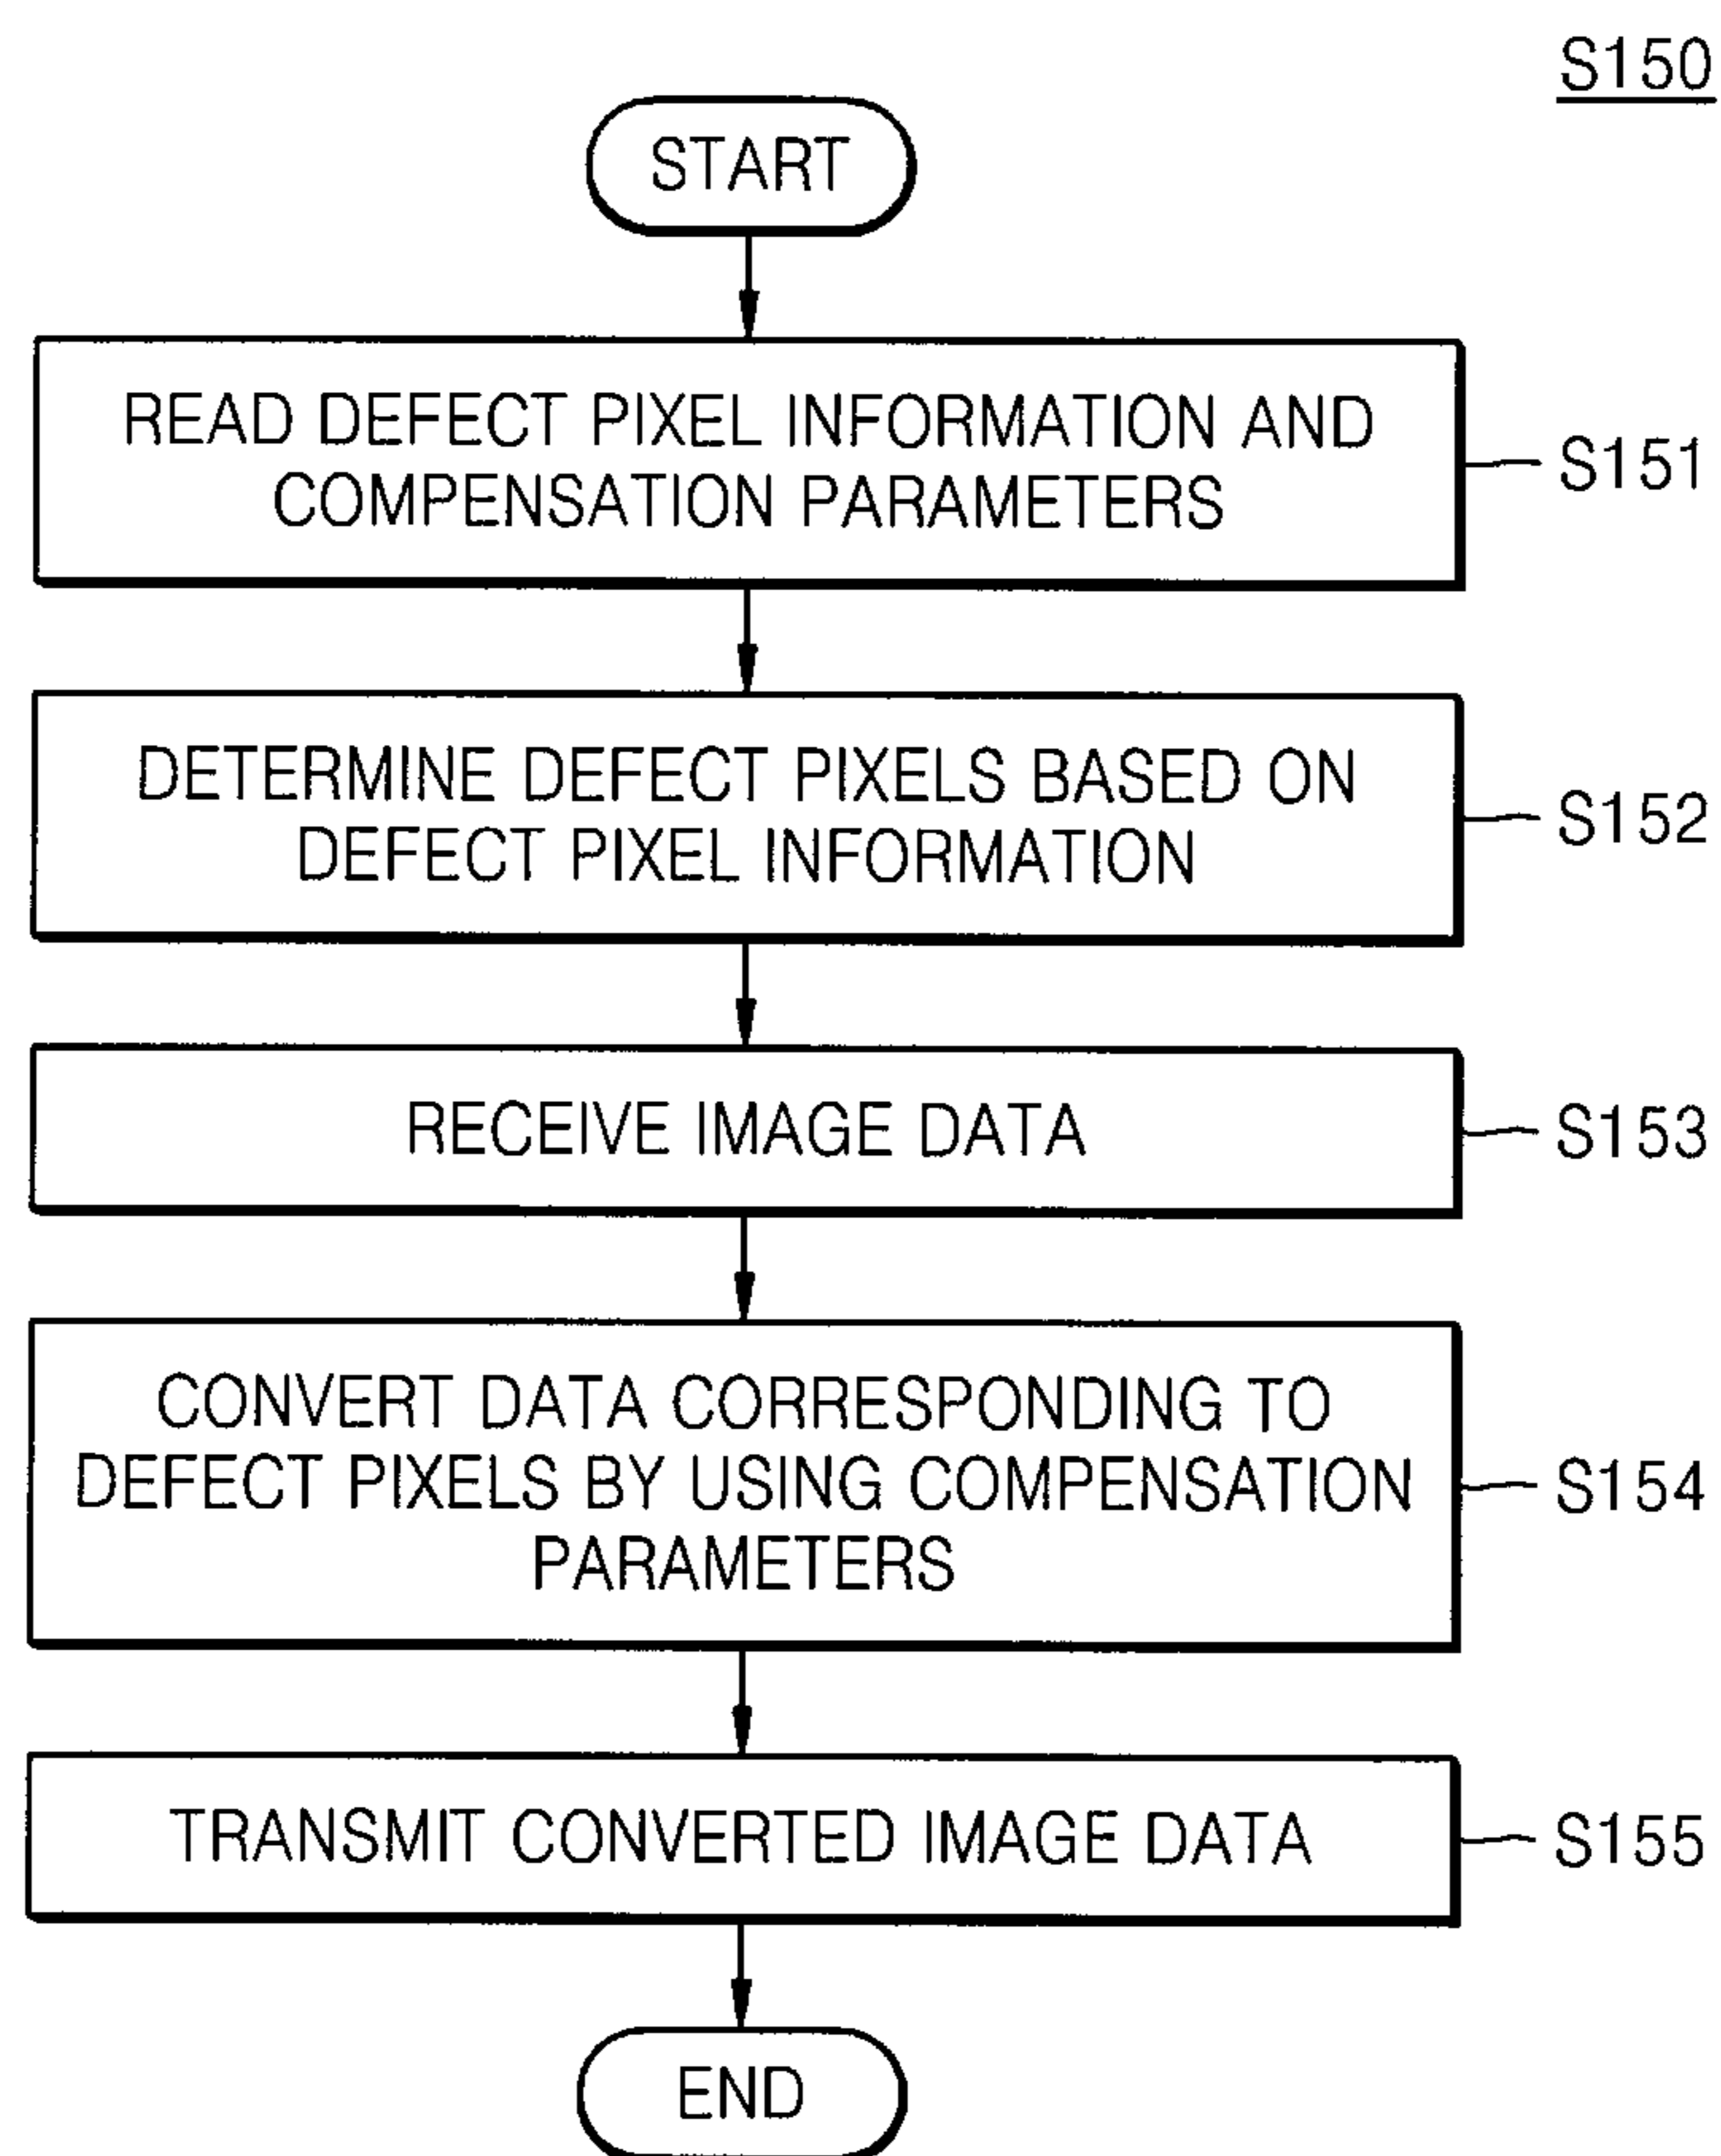 S150
START
READ DEFECT PIXEL INFORMATION AND
COMPENSATION PARAMETERS
S151
DETERMINE DEFECT PIXELS BASED ON
DEFECT PIXEL INFORMATION
S152
RECEIVE IMAGE DATA
S153
CONVERT DATA CORRESPONDING TO
DEFECT PIXELS BY USING COMPENSATION
PARAMETERS
S154
TRANSMIT CONVERTED IMAGE DATA
S155
END